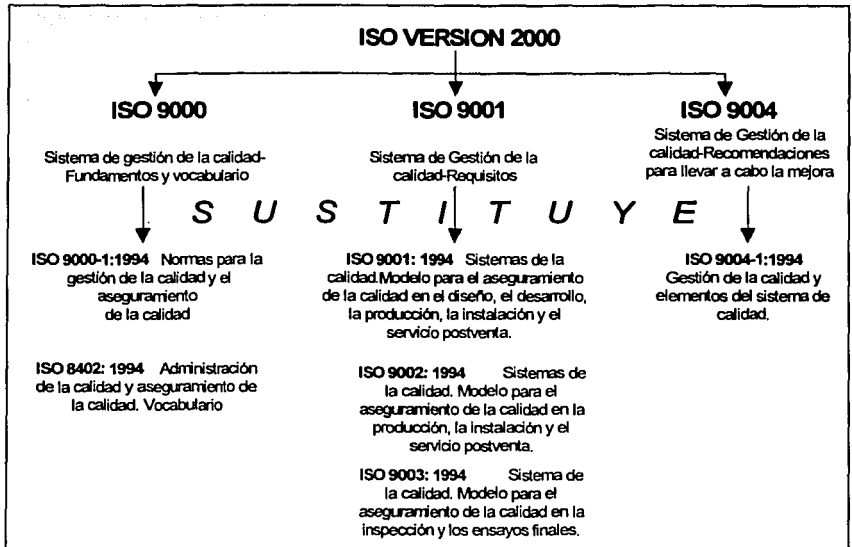 ISO VERSION 2000
ISO 9000
Sistema de gestión de la calidad-
Fundamentos y vocabulario
ISO 9001
Sistema de Gestión de la
calidad-Requisitos
ISO 9004
Sistema de Gestión de la
calidad-Recomendaciones
para llevar a cabo la mejora
S U S T I T U Y E
ISO 9000-1:1994 Normas para la
gestión de la calidad y el
aseguramiento
de la calidad
ISO 8402: 1994 Administración
de la calidad y aseguramiento de
la calidad. Vocabulario
ISO 9001: 1994 Sistemas de la
calidad.Modelo para el aseguramiento
de la calidad en el diseño, el desarrollo,
la producción, la instalación y el
servicio postventa.
ISO 9002: 1994 Sistemas de
la calidad. Modelo para el
aseguramiento de la calidad en la
producción, la instalación y el
servicio postventa.
ISO 9003: 1994 Sistema de
la calidad. Modelo para el
aseguramiento de la calidad en la
inspección y los ensayos finales.
ISO 9004-1:1994
Gestión de la calidad y
elementos del sistema de
calidad.